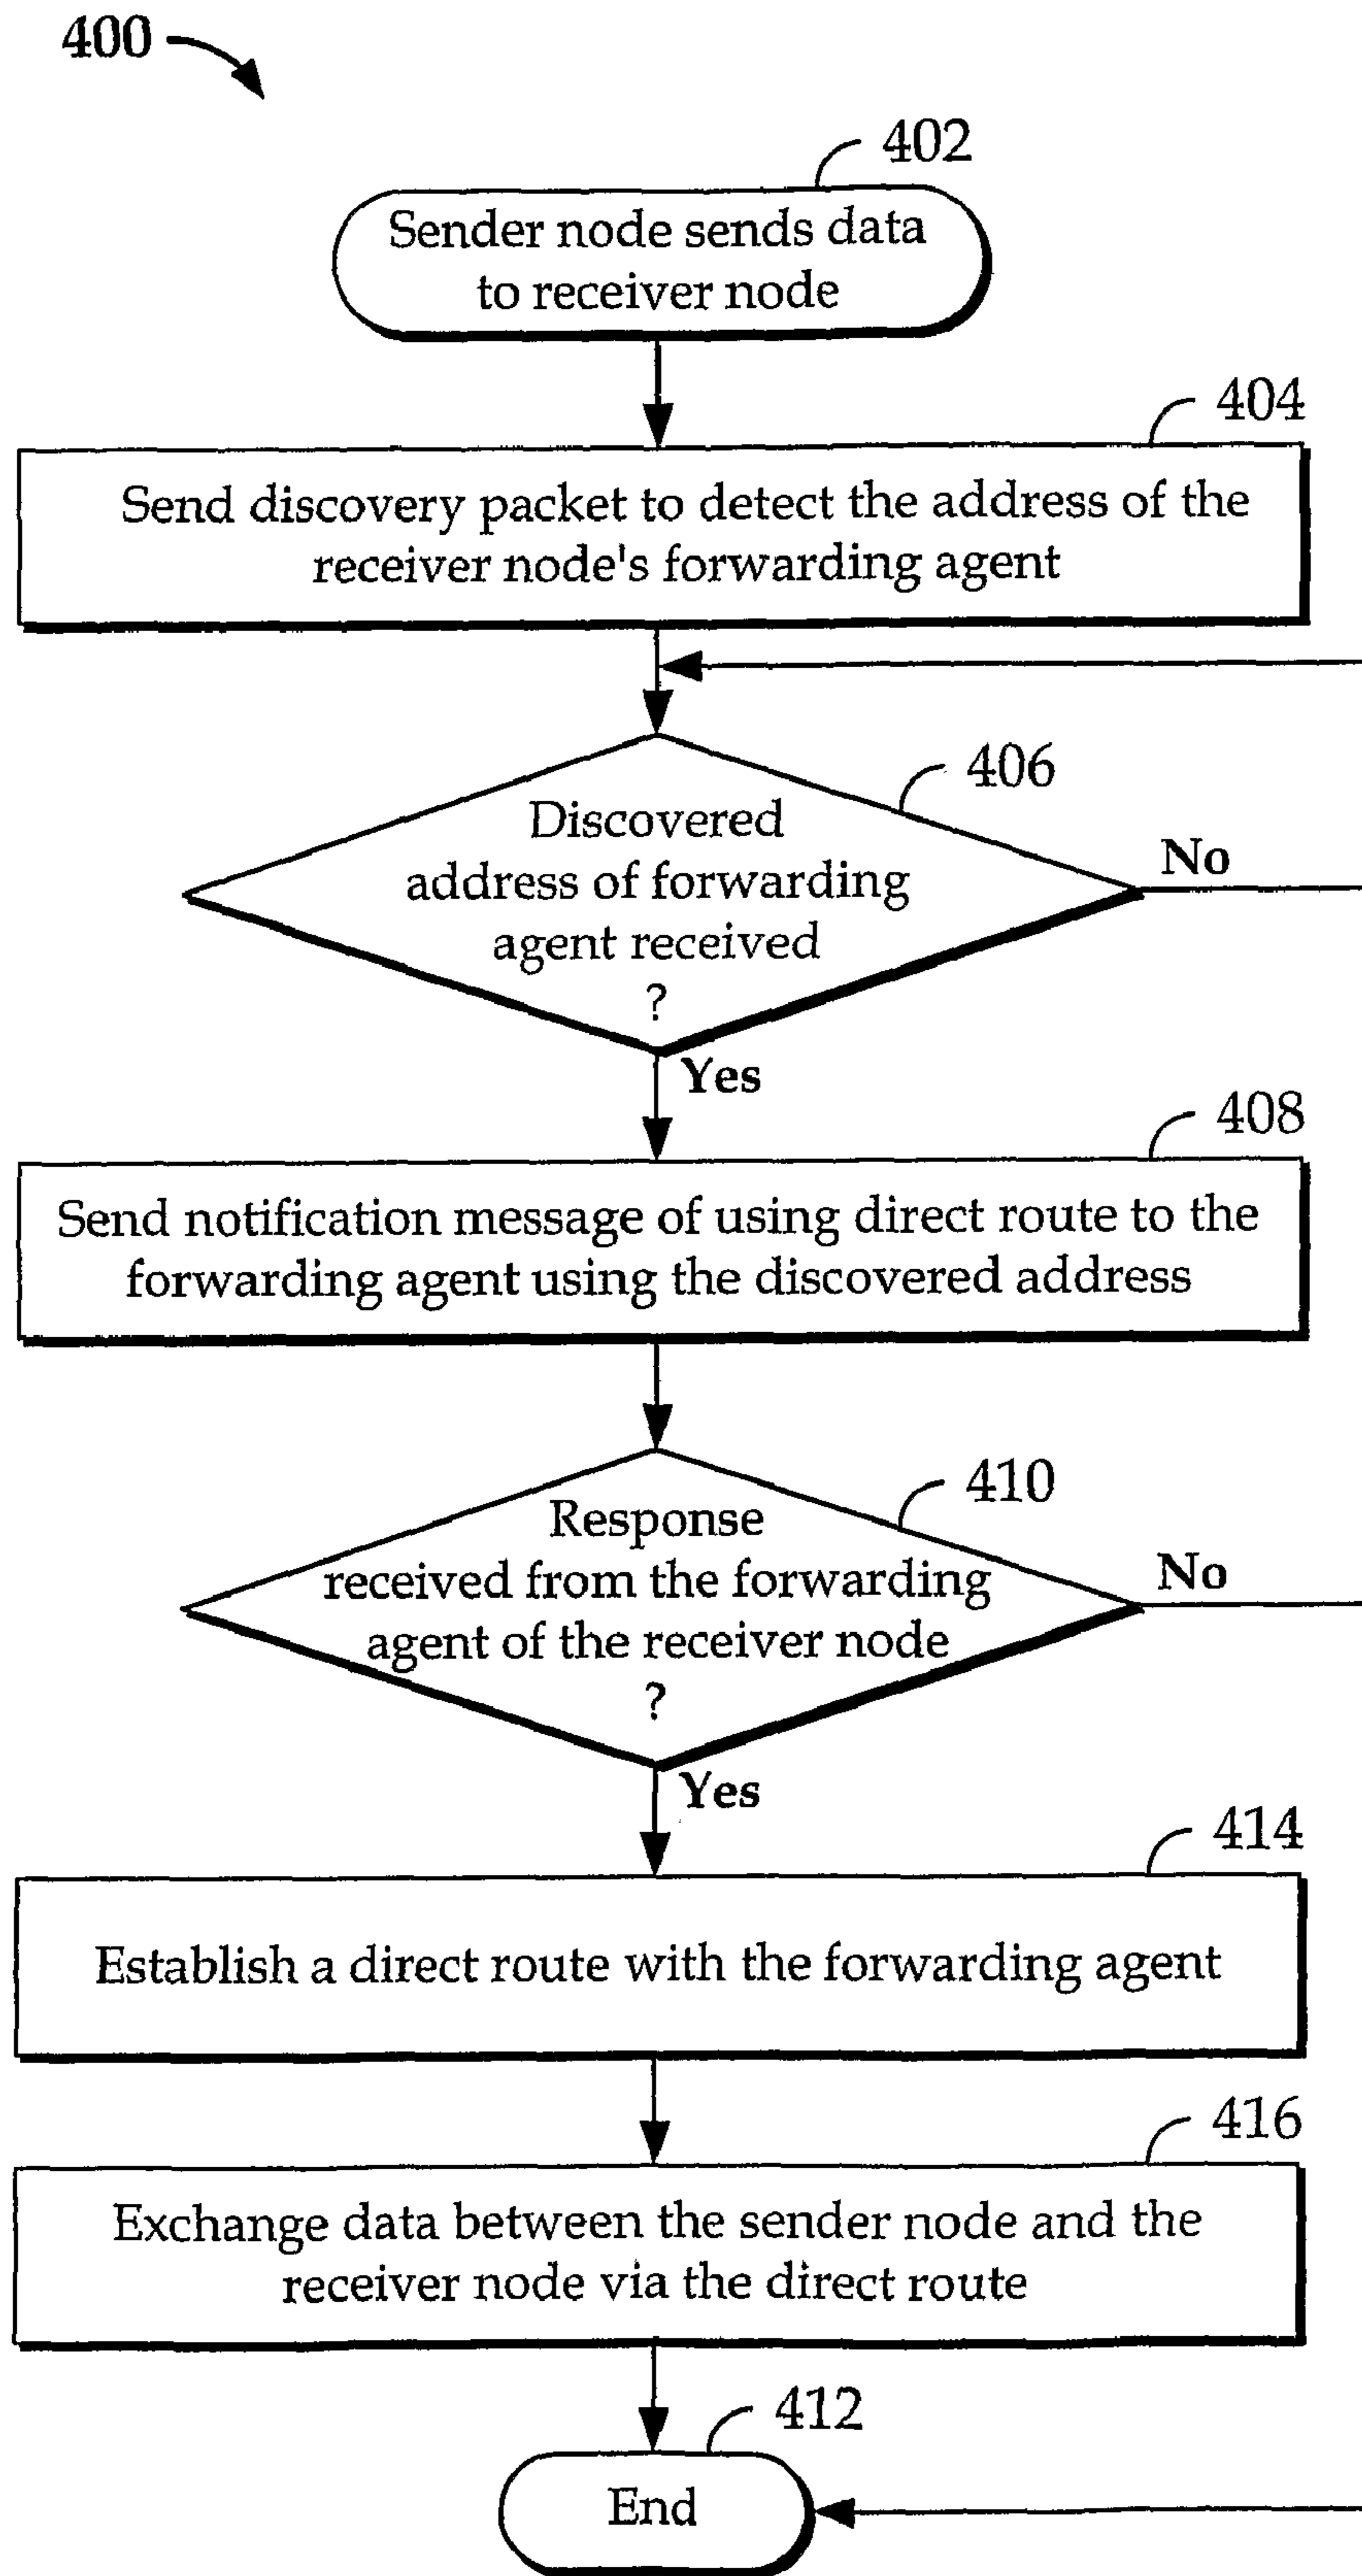 400
402
Sender node sends data
to receiver node
404
Send discovery packet to detect the address of the
receiver node's forwarding agent
406
Discovered
address of forwarding
agent received
?
No
Yes
408
Send notification message of using direct route to the
forwarding agent using the discovered address
410
Response
received from the forwarding
agent of the receiver node
?
No
Yes
414
Establish a direct route with the forwarding agent
416
Exchange data between the sender node and the
receiver node via the direct route
412
End